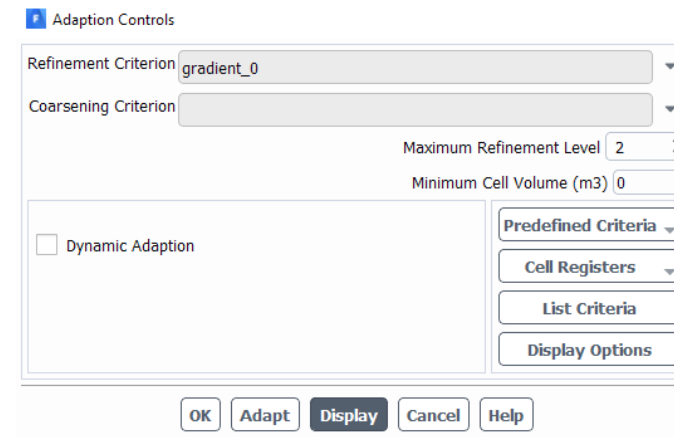 Adaption Controls
Refinement Criterion gradient_0
Coarsening Criterion
Maximum Refinement Level 2
Minimum Cell Volume (m3) 0
Dynamic Adaption
Predefined Criteria
Cell Registers
List Criteria
Display Options
OK Adapt Display Cancel Help